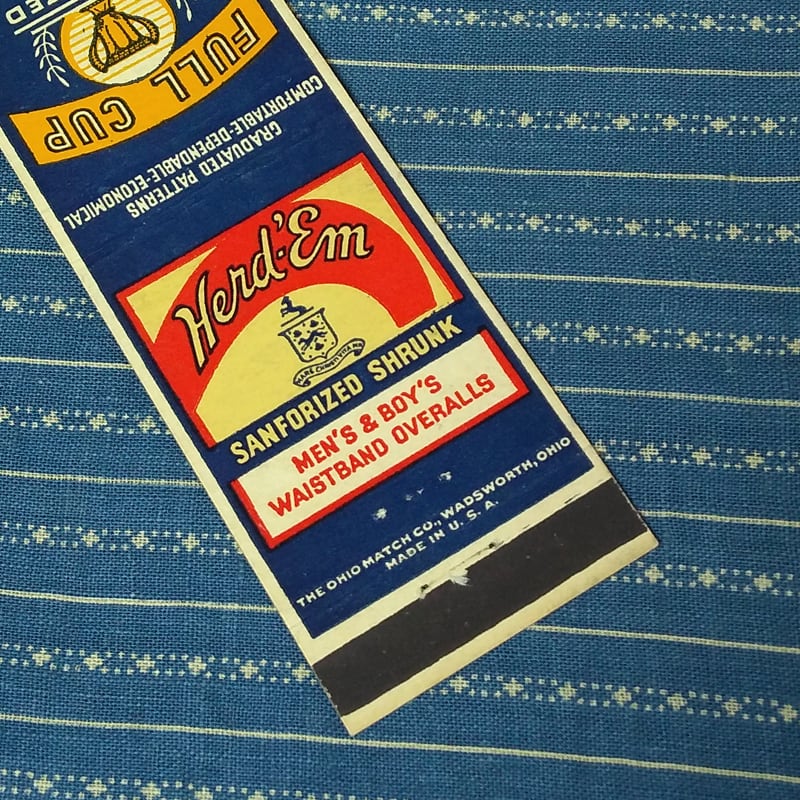 Herd'Em
SANFORIZED SHRUNK
MEN'S & BOY'S
WAISTBAND OVERALLS
THE OHIO MATCH CO., WADSWORTH, OHIO
MADE IN U.S.A.
COMFORTABLE-DEPENDABLE-ECONOMICAL
GRADUATED PATTERNS
FULL CUP